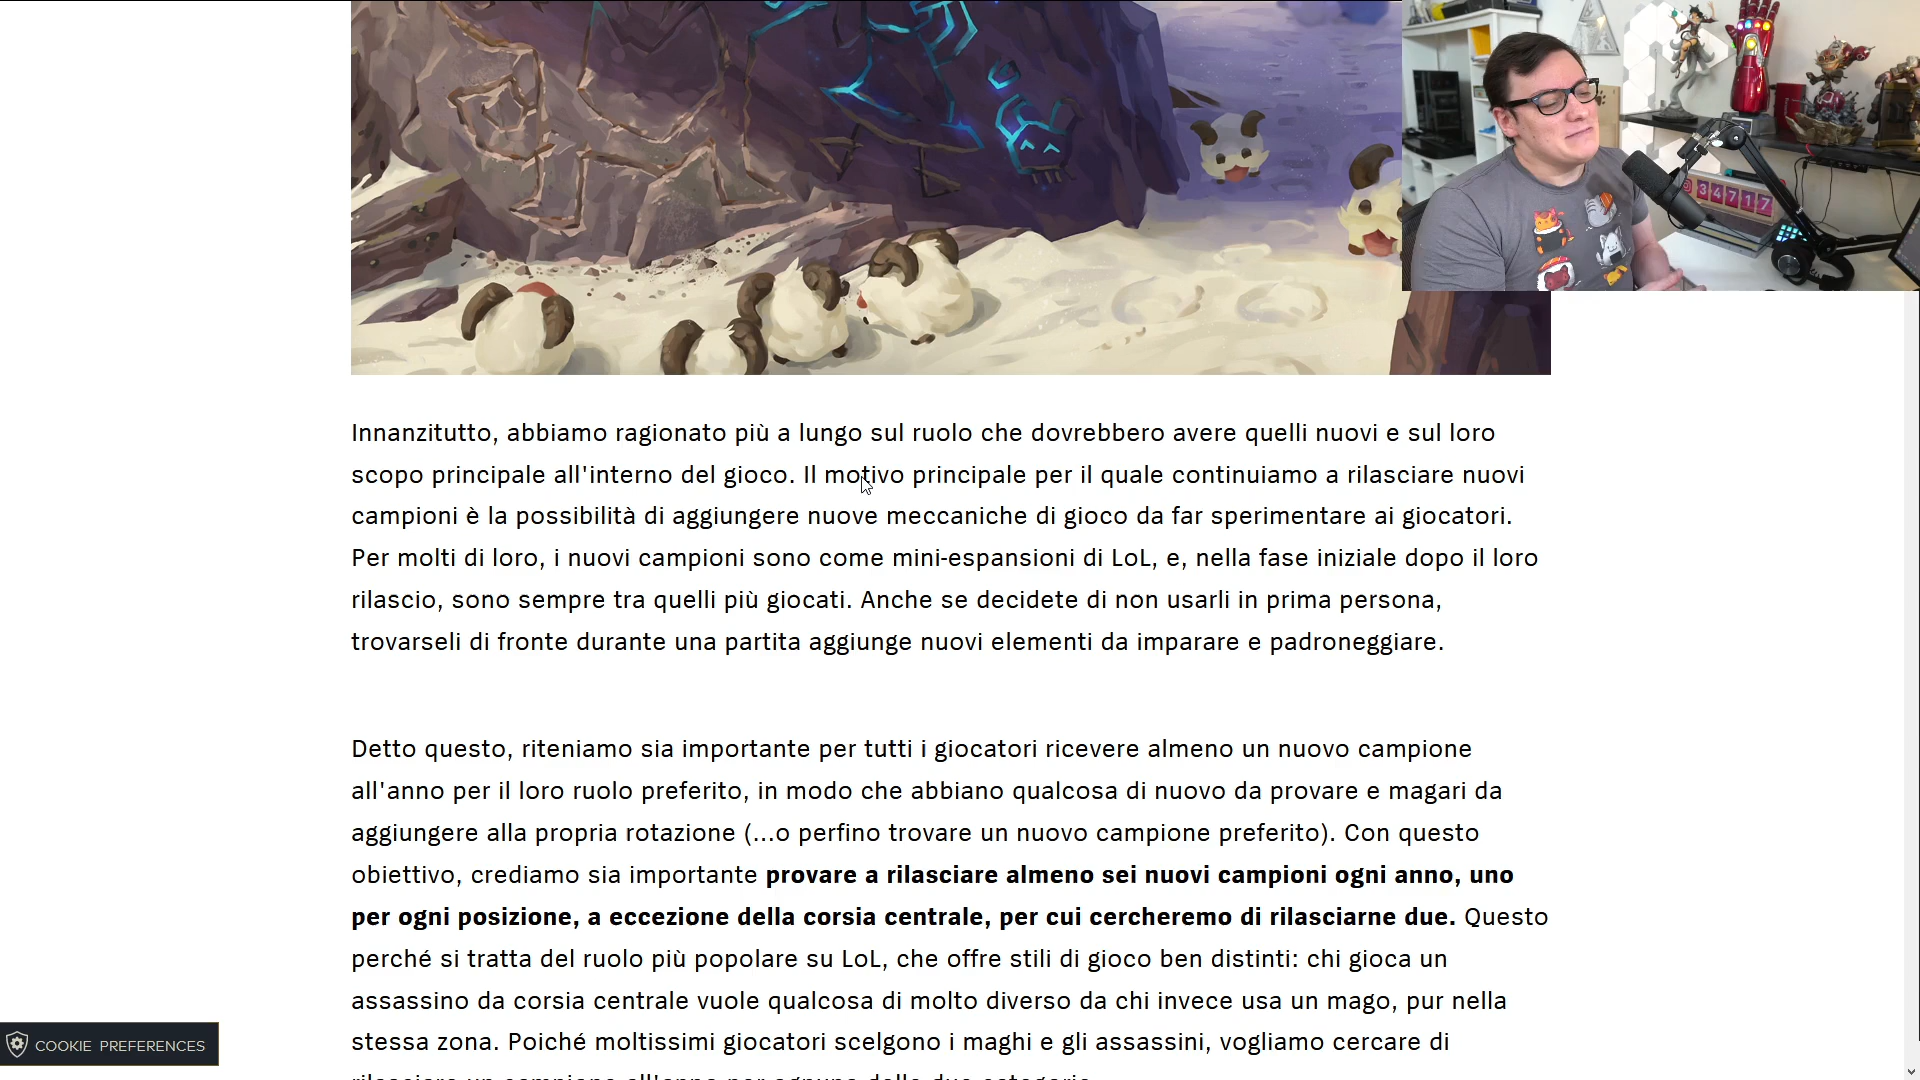 34717
Innanzitutto, abbiamo ragionato più a lungo sul ruolo che dovrebbero avere quelli nuovi e sul loro
scopo principale all'interno del gioco. Il motivo principale per il quale continuiamo a rilasciare nuovi
campioni è la possibilità di aggiungere nuove meccaniche di gioco da far sperimentare ai giocatori.
Per molti di loro, i nuovi campioni sono come mini-espansioni di LoL, e, nella fase iniziale dopo il loro
rilascio, sono sempre tra quelli più giocati. Anche se decidete di non usarli in prima persona,
trovarseli di fronte durante una partita aggiunge nuovi elementi da imparare e padroneggiare.
Detto questo, riteniamo sia importante per tutti i giocatori ricevere almeno un nuovo campione
all'anno per il loro ruolo preferito, in modo che abbiano qualcosa di nuovo da provare e magari da
aggiungere alla propria rotazione (...o perfino trovare un nuovo campione preferito). Con questo
obiettivo, crediamo sia importante provare a rilasciare almeno sei nuovi campioni ogni anno, uno
per ogni posizione, a eccezione della corsia centrale, per cui cercheremo di rilasciarne due. Questo
perché si tratta del ruolo più popolare su LoL, che offre stili di gioco ben distinti: chi gioca un
assassino da corsia centrale vuole qualcosa di molto diverso da chi invece usa un mago, pur nella
stessa zona. Poiché moltissimi giocatori scelgono i maghi e gli assassini, vogliamo cercare di
COOKIE PREFERENCES